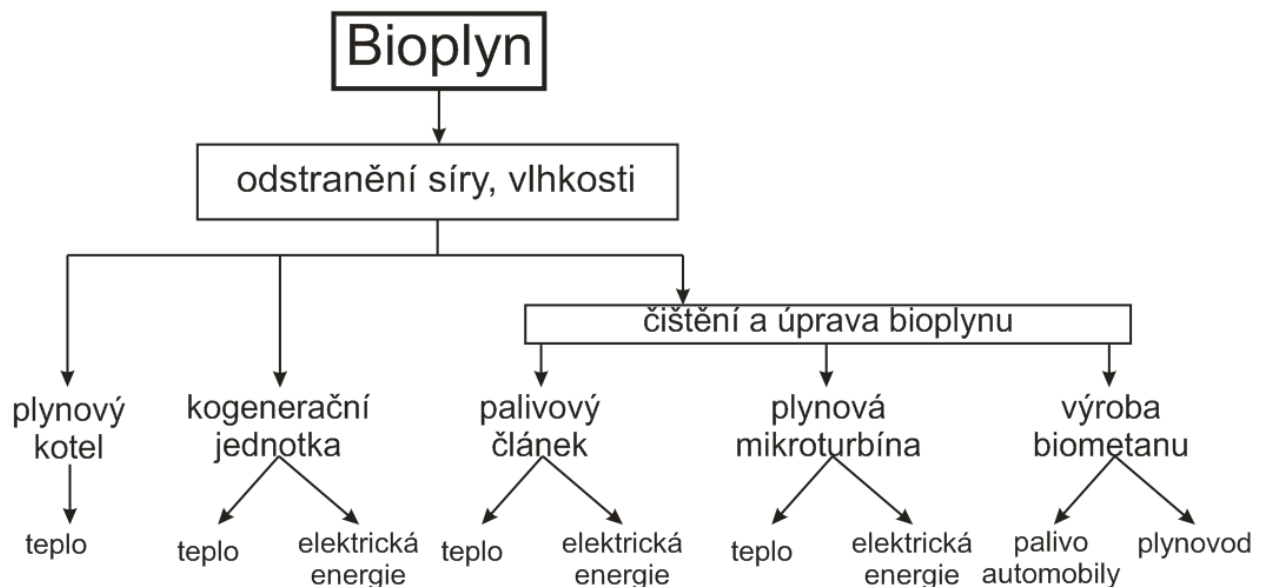 Bioplyn
odstranění síry, vlhkosti
čištění a úprava bioplynu
plynový
kotel
kogenerační
jednotka
palivový
článek
plynová
mikroturbína
výroba
biometanu
teplo
teplo
elektrická
energie
teplo
elektrická
energie
teplo
elektrická
energie
palivo
automobily
plynovod